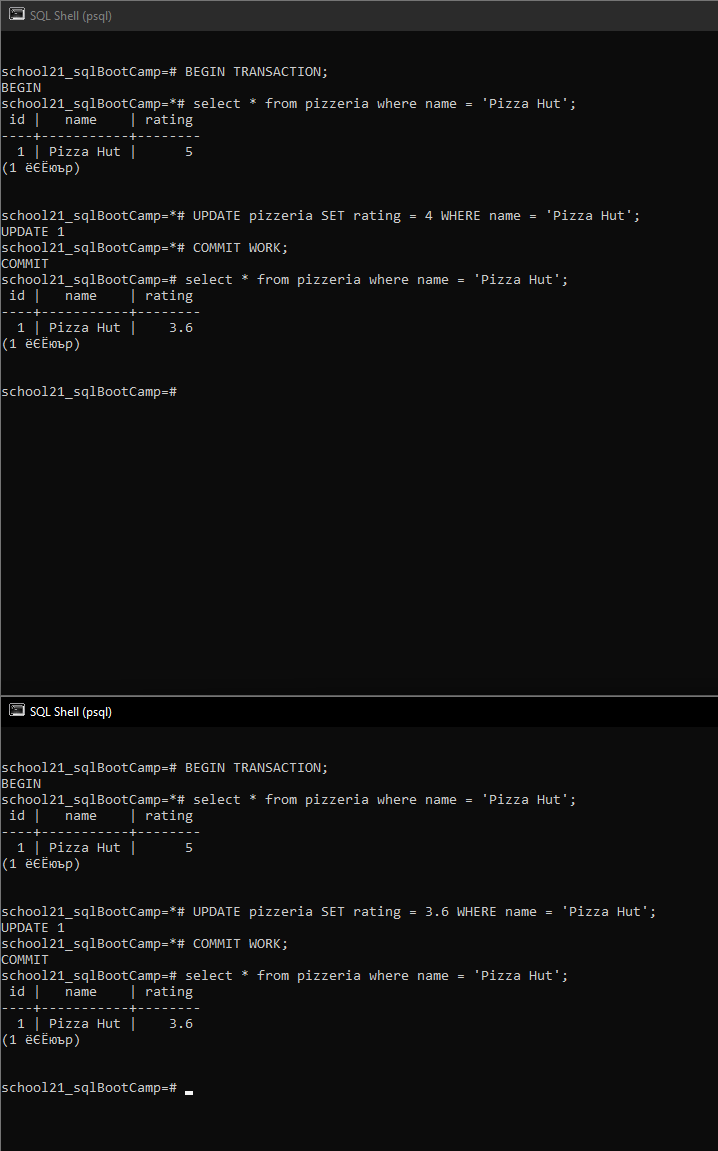 SQL Shell (psql)
school21_sqlBootCamp=# BEGIN TRANSACTION;
BEGIN
school21_sqlBootCamp=*# select * from pizzeria where name = 'Pizza Hut';
 id |   name    | rating
----+-----------+--------
  1 | Pizza Hut |      5
(1 ёЄЁюър)
school21_sqlBootCamp=*# UPDATE pizzeria SET rating = 4 WHERE name = 'Pizza Hut';
UPDATE 1
school21_sqlBootCamp=*# COMMIT WORK;
COMMIT
school21_sqlBootCamp=# select * from pizzeria where name = 'Pizza Hut';
 id |   name    | rating
----+-----------+--------
  1 | Pizza Hut |    3.6
(1 ёЄЁюър)
school21_sqlBootCamp=#
SQL Shell (psql)
school21_sqlBootCamp=# BEGIN TRANSACTION;
BEGIN
school21_sqlBootCamp=*# select * from pizzeria where name = 'Pizza Hut';
 id |   name    | rating
----+-----------+--------
  1 | Pizza Hut |      5
(1 ёЄЁюър)
school21_sqlBootCamp=*# UPDATE pizzeria SET rating = 3.6 WHERE name = 'Pizza Hut';
UPDATE 1
school21_sqlBootCamp=*# COMMIT WORK;
COMMIT
school21_sqlBootCamp=# select * from pizzeria where name = 'Pizza Hut';
 id |   name    | rating
----+-----------+--------
  1 | Pizza Hut |    3.6
(1 ёЄЁюър)
school21_sqlBootCamp=#